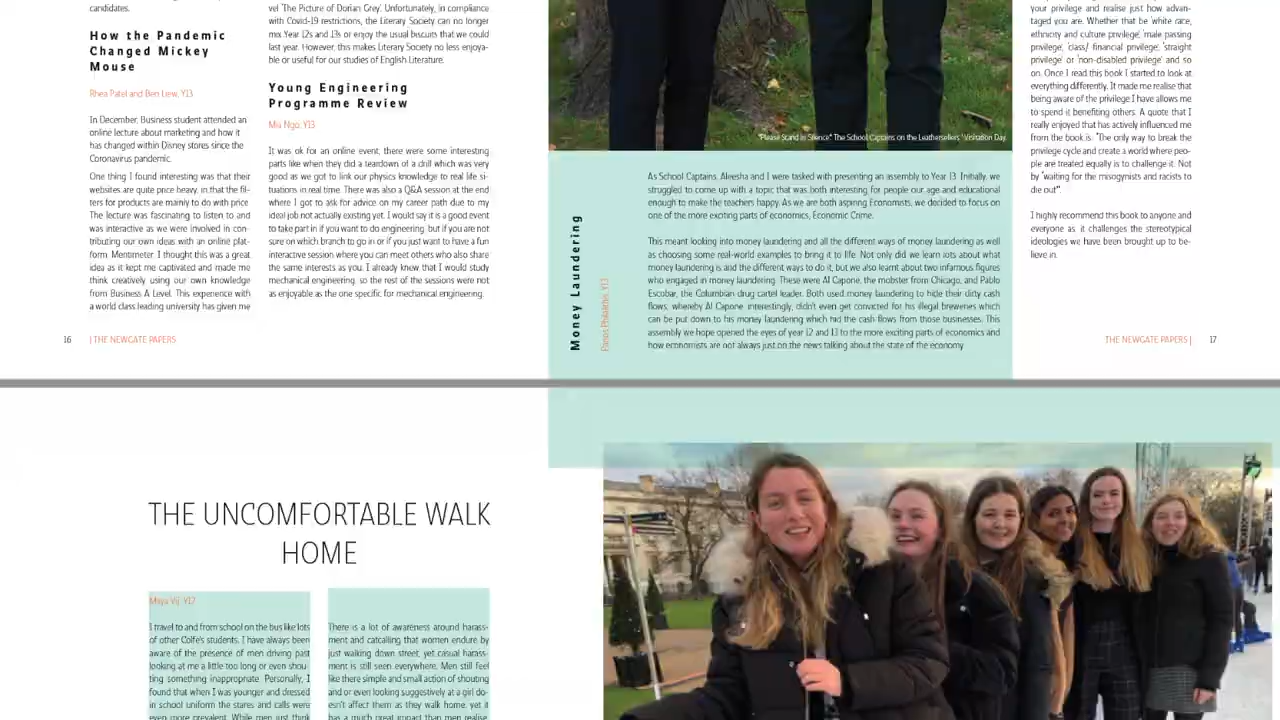 candidates.
How the Pandemic
Changed Mickey
Mouse
Rhea Patel and Ben Liew, Y13
In December, Business student attended an
online lecture about marketing and how it
has changed within Disney stores since the
Coronavirus pandemic.
One thing I found interesting was that their
websites are quite price heavy, in that the fil-
ters for products are mainly to do with price.
The lecture was fascinating to listen to and
was interactive as we were involved in con-
tributing our own ideas with an online plat-
form, Mentimeter. I thought this was a great
idea as it kept me captivated and made me
think creatively using our own knowledge
from Business A Level. This experience with
a world class leading university has given me
vel 'The Picture of Dorian Grey'. Unfortunately, in compliance
with Covid-19 restrictions, the Literary Society can no longer
mix Year 12s and 13s or enjoy the usual biscuits that we could
last year. However, this makes Literary Society no less enjoya-
ble or useful for our studies of English Literature.
Young Engineering
Programme Review
Mia Ngo, Y13
It was ok for an online event; there were some interesting
parts like when they did a teardown of a drill which was very
good as we got to link our physics knowledge to real life si-
tuations in real time. There was also a Q&A session at the end
where I got to ask for advice on my career path due to my
ideal job not actually existing yet. I would say it is a good event
to take part in if you want to do engineering, but if you are not
sure on which branch to go in or if you just want to have a fun
interactive session where you can meet others who also share
the same interests as you. I already knew that I would study
mechanical engineering, so the rest of the sessions were not
as enjoyable as the one specific for mechanical engineering.
16 | THE NEWGATE PAPERS
"Please Stand in Silence" The School Captains on the Leathersellers' Visitation Day.
Money Laundering
Panos Philalithis, Y13
As School Captains, Aleesha and I were tasked with presenting an assembly to Year 13. Initially, we
struggled to come up with a topic that was both interesting for people our age and educational
enough to make the teachers happy. As we are both aspiring Economists, we decided to focus on
one of the more exciting parts of economics, Economic Crime.
This meant looking into money laundering and all the different ways of money laundering as well
as choosing some real-world examples to bring it to life. Not only did we learn lots about what
money laundering is and the different ways to do it, but we also learnt about two infamous figures
who engaged in money laundering. These were Al Capone, the mobster from Chicago, and Pablo
Escobar, the Columbian drug cartel leader. Both used money laundering to hide their dirty cash
flows, whereby Al Capone, interestingly, didn't even get convicted for his illegal breweries which
can be put down to his money laundering which hid the cash flows from those businesses. This
assembly we hope opened the eyes of year 12 and 13 to the more exciting parts of economics and
how economists are not always just on the news talking about the state of the economy.
your privilege and realise just how advan-
taged you are. Whether that be 'white race,
ethnicity and culture privilege', 'male passing
privilege', 'class/ financial privilege', 'straight
privilege' or 'non-disabled privilege' and so
on. Once I read this book I started to look at
everything differently. It made me realise that
being aware of the privilege I have allows me
to spend it benefiting others. A quote that I
really enjoyed that has actively influenced me
from the book is: "The only way to break the
privilege cycle and create a world where peo-
ple are treated equally is to challenge it. Not
by "waiting for the misogynists and racists to
die out".
I highly recommend this book to anyone and
everyone as it challenges the stereotypical
ideologies we have been brought up to be-
lieve in.
THE NEWGATE PAPERS | 17
THE UNCOMFORTABLE WALK
HOME
Maya Vij, Y12
I travel to and from school on the bus like lots
of other Colfe's students. I have always been
aware of the presence of men driving past
looking at me a little too long or even shou-
ting something inappropriate. Personally, I
found that when I was younger and dressed
in school uniform the stares and calls were
even more prevalent. While men just think
There is a lot of awareness around harass-
ment and catcalling that women endure by
just walking down street, yet casual harass-
ment is still seen everywhere. Men still feel
like there simple and small action of shouting
and or even looking suggestively at a girl do-
esn't affect them as they walk home, yet it
has a much great impact than men realise.